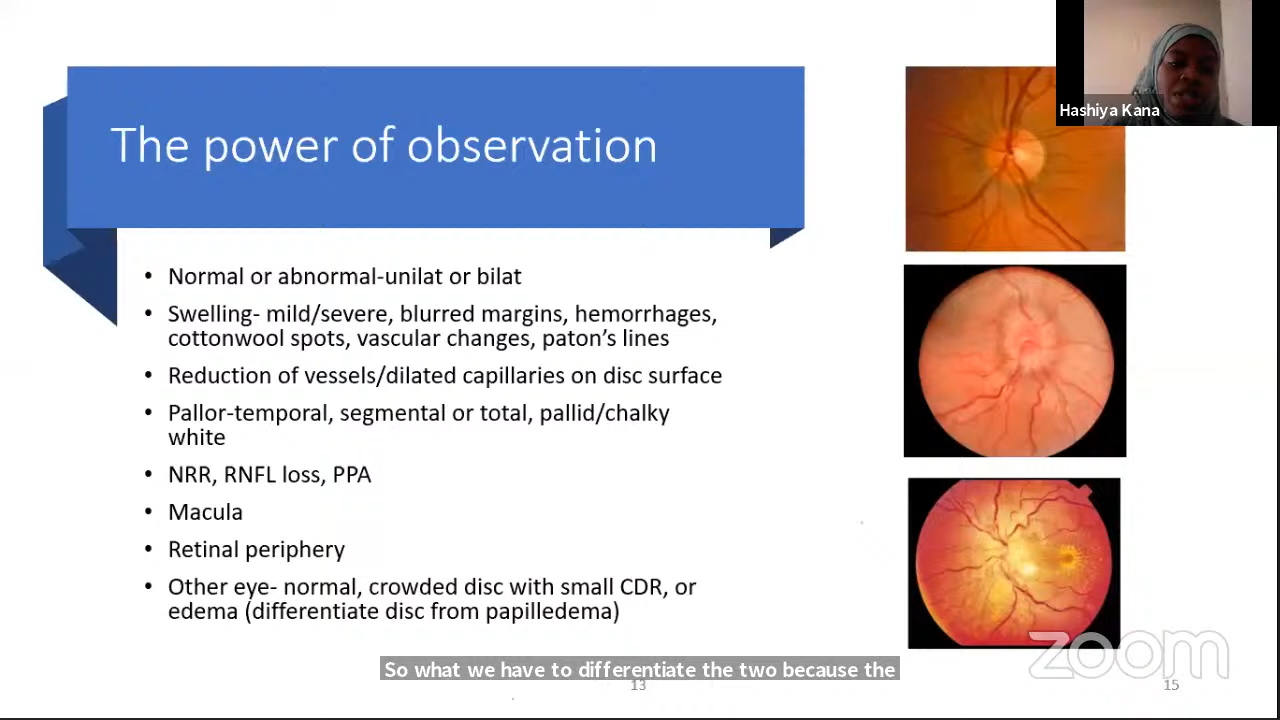 Hashiya Kana
The power of observation
• Normal or abnormal-unilat or bilat
• Swelling- mild/severe, blurred margins, hemorrhages,
cottonwool spots, vascular changes, paton’s lines
• Reduction of vessels/dilated capillaries on disc surface
• Pallor-temporal, segmental or total, pallid/chalky
white
• NRR, RNFL loss, PPA
• Macula
• Retinal periphery
• Other eye- normal, crowded disc with small CDR, or
edema (differentiate disc from papilledema)
zoom
So what we have to differentiate the two because the
13
15